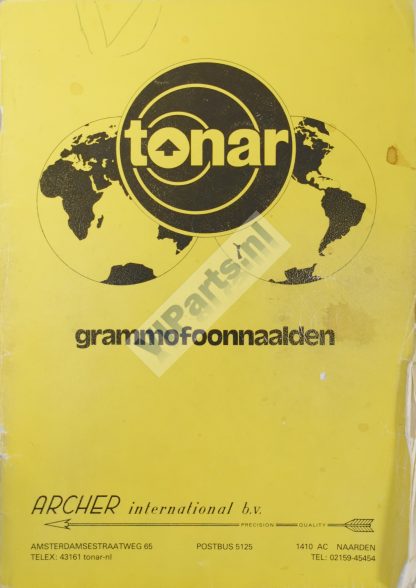 tonar
VIParts.nl
grammofoonnaalden
ARCHER international b.v.
PRECISION QUALITY
AMSTERDAMSESTRAATWEG 65 POSTBUS 5125 1410 AC NAARDEN
TELEX: 43161 tonar-nl TEL: 02159-45454